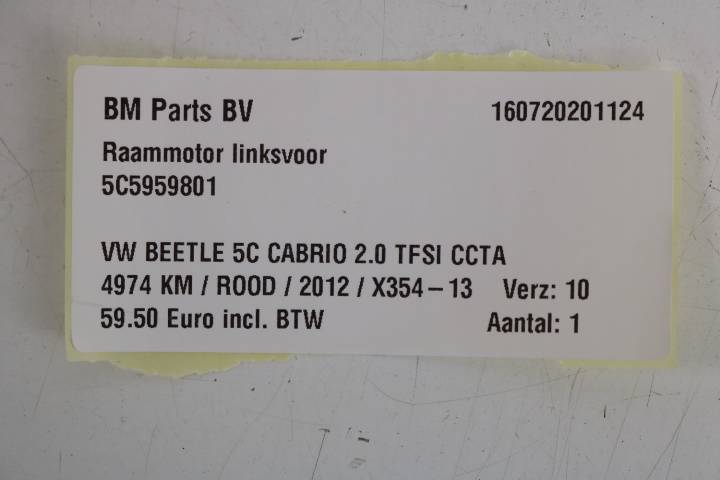 BM Parts BV 160720201124
Raammotor linksvoor
5C5959801
VW BEETLE 5C CABRIO 2.0 TFSI CCTA
4974 KM / ROOD / 2012 / X354-13 Verz: 10
59.50 Euro incl. BTW Aantal: 1